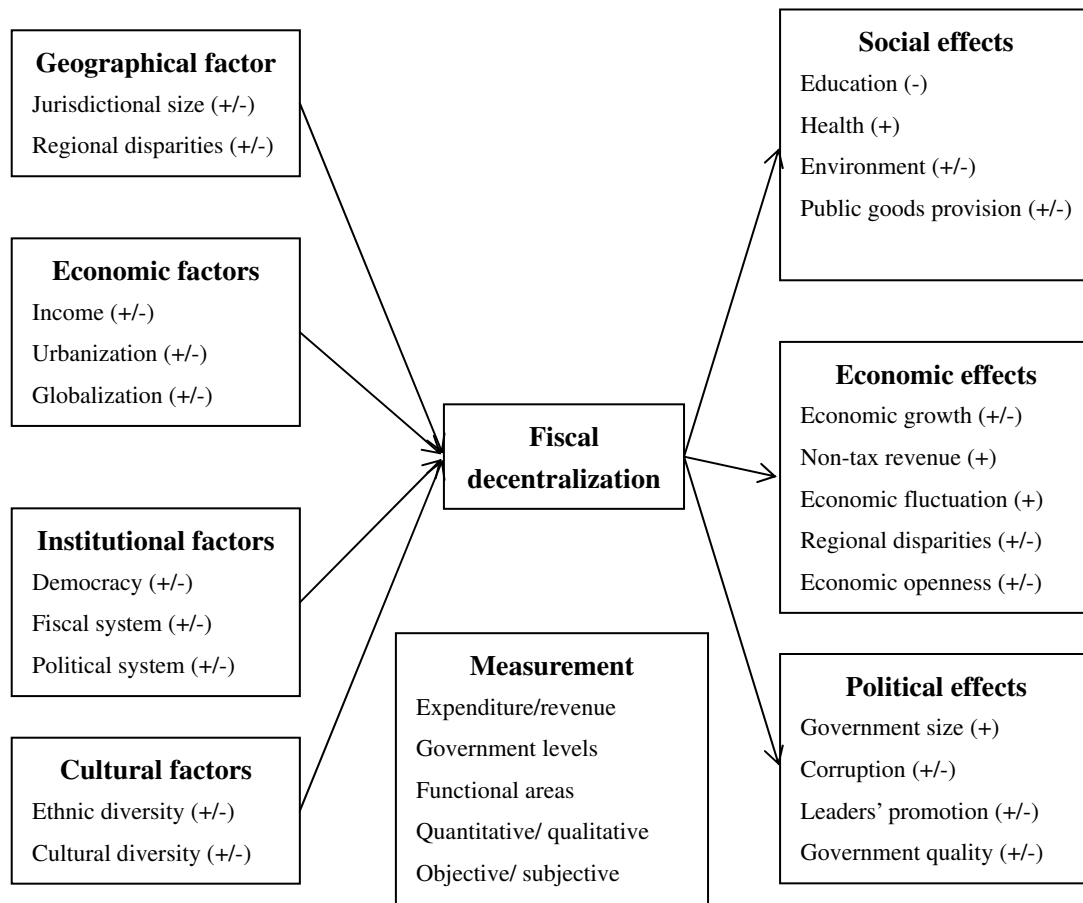 Geographical factor
Jurisdictional size (+/-)
Regional disparities (+/-)
Economic factors
Income (+/-)
Urbanization (+/-)
Globalization (+/-)
Institutional factors
Democracy (+/-)
Fiscal system (+/-)
Political system (+/-)
Cultural factors
Ethnic diversity (+/-)
Cultural diversity (+/-)
Fiscal
decentralization
Measurement
Expenditure/revenue
Government levels
Functional areas
Quantitative/ qualitative
Objective/ subjective
Social effects
Education (-)
Health (+)
Environment (+/-)
Public goods provision (+/-)
Economic effects
Economic growth (+/-)
Non-tax revenue (+)
Economic fluctuation (+)
Regional disparities (+/-)
Economic openness (+/-)
Political effects
Government size (+)
Corruption (+/-)
Leaders’ promotion (+/-)
Government quality (+/-)